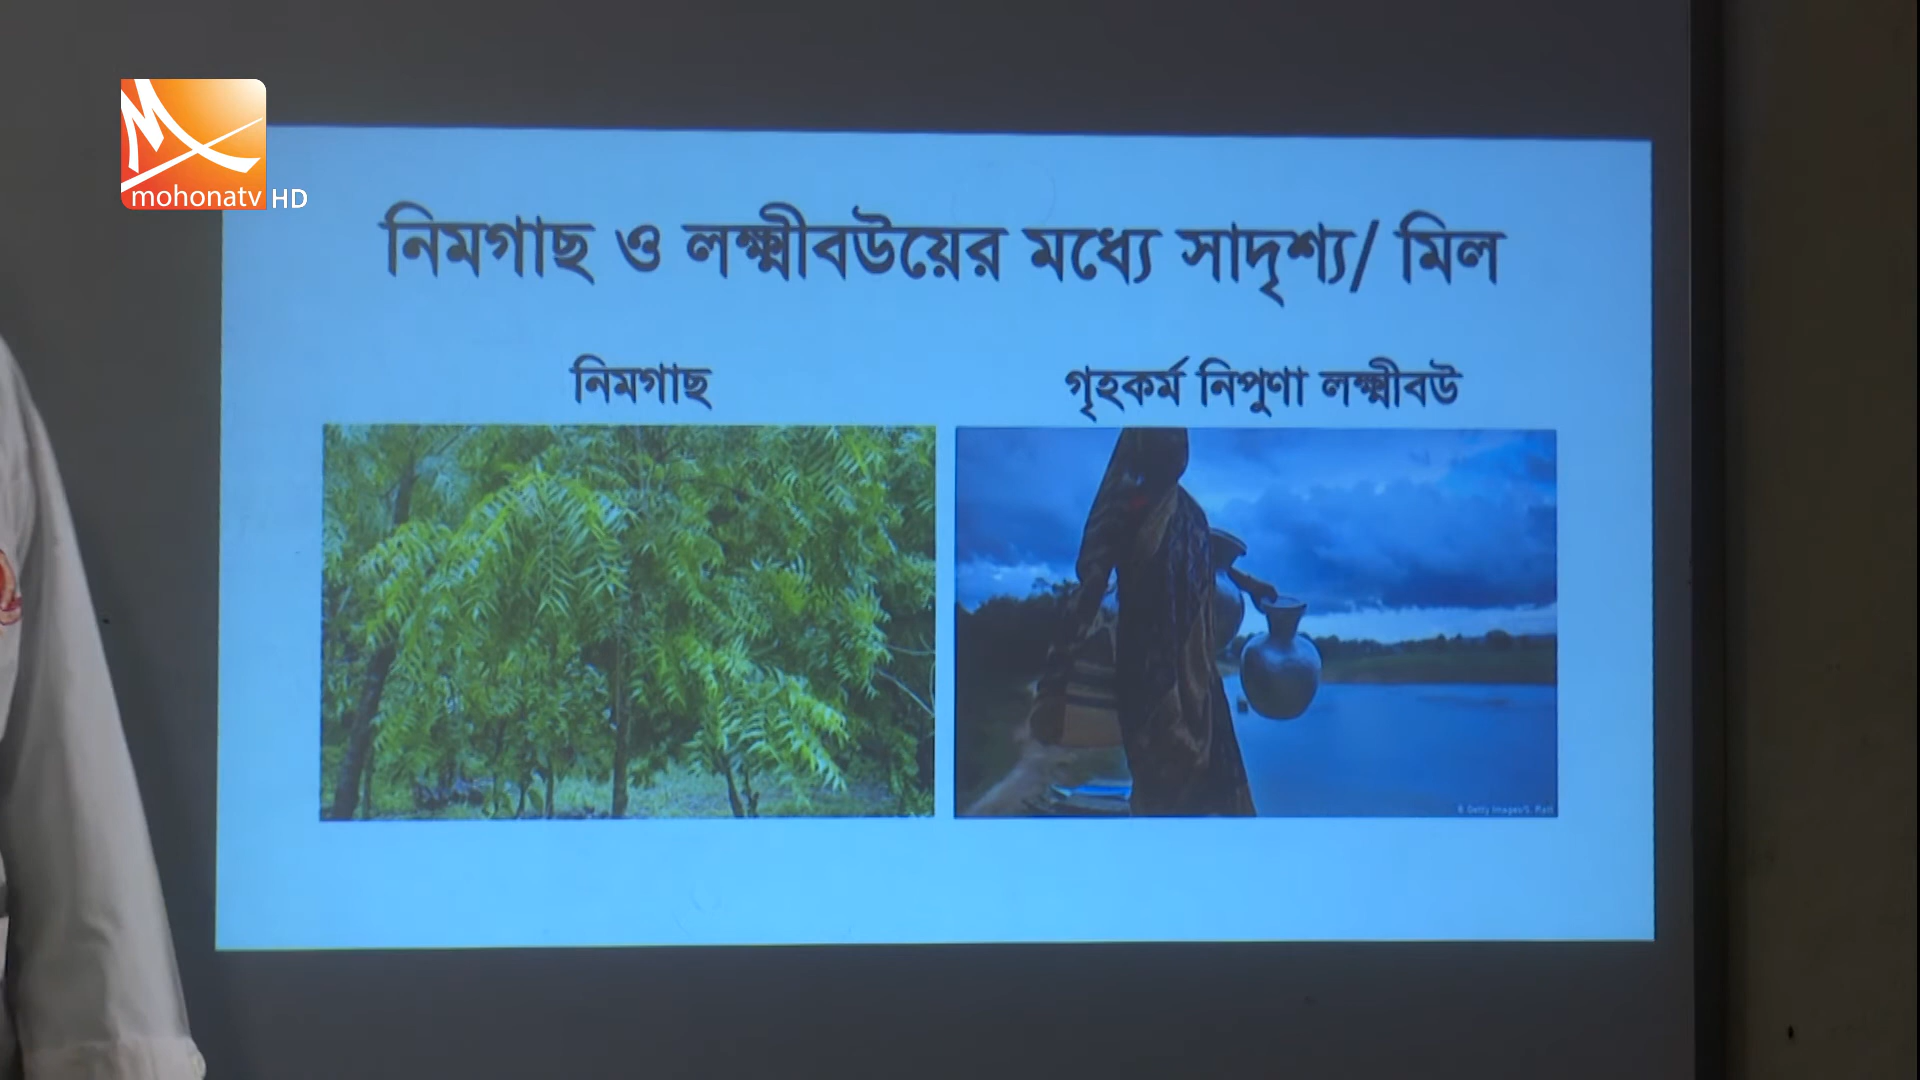 mohonatv HD
নিমগাছ ও লক্ষ্মীবউয়ের মধ্যে সাদৃশ্য/ মিল
নিমগাছ
গৃহকর্ম নিপুণা লক্ষ্মীবউ